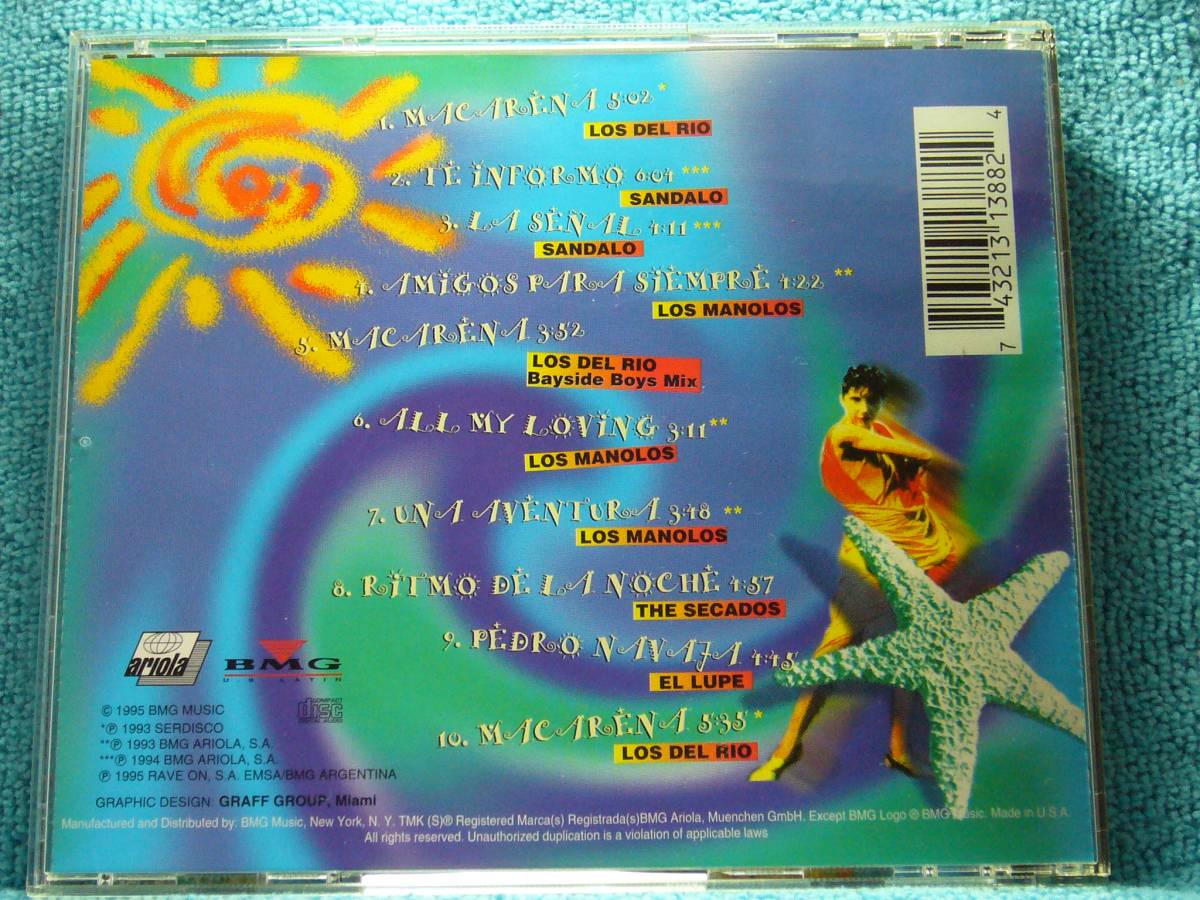 1. MACARENA 5:02 *
LOS DEL RIO
2. TE INFORMO 6:04 ***
SANDALO
3. LA SEÑAL 4:11 ***
SANDALO
4. AMIGOS PARA SIEMPRE 4:22 **
LOS MANOLOS
5. MACARENA 3:52
LOS DEL RIO
Bayside Boys Mix
6. ALL MY LOVING 3:11 **
LOS MANOLOS
7. UNA AVENTURA 3:48 **
LOS MANOLOS
8. RITMO DE LA NOCHE 4:57
THE SECADOS
9. PEDRO NAVAJA 4:45
EL LUPE
10. MACARENA 5:35 *
LOS DEL RIO
7 43213 13882 4
ariola
BMG
U.S. LATIN
COMPACT
disc
DIGITAL AUDIO
© 1995 BMG MUSIC
*℗ 1993 SERDISCO
**℗ 1993 BMG ARIOLA, S.A.
***℗ 1994 BMG ARIOLA, S.A.
℗ 1995 RAVE ON, S.A. EMSA/BMG ARGENTINA
GRAPHIC DESIGN: GRAFF GROUP, Miami
Manufactured and Distributed by: BMG Music, New York, N. Y. TMK (S)® Registered Marca(s) Registrada(s)BMG Ariola, Muenchen GmbH. Except BMG Logo ® BMG Music. Made in U.S.A.
All rights reserved. Unauthorized duplication is a violation of applicable laws